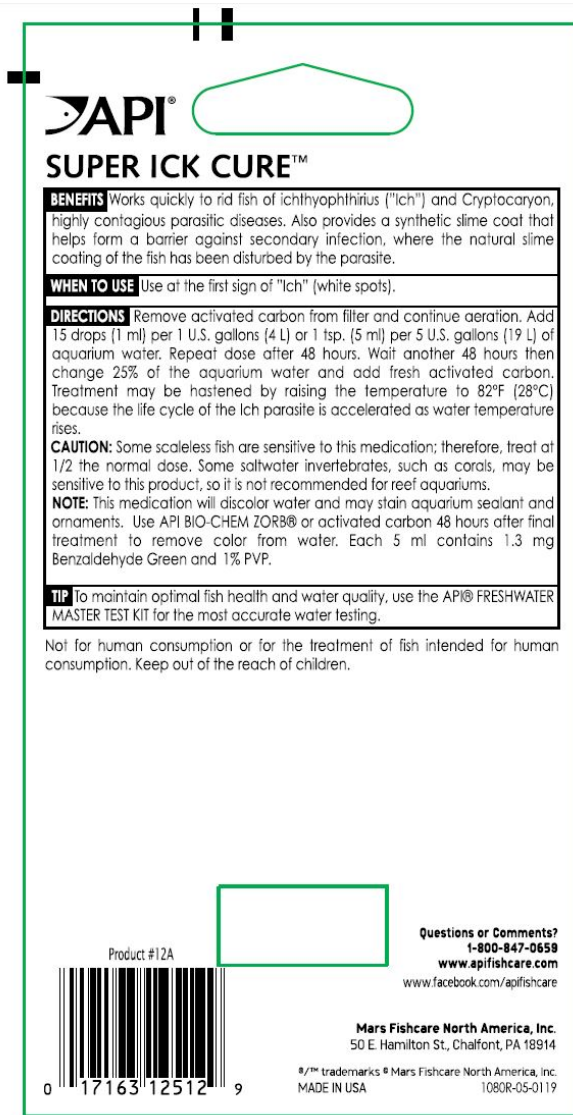 API®
SUPER ICK CURE™
BENEFITS Works quickly to rid fish of ichthyophthirius ("Ich") and Cryptocaryon,
highly contagious parasitic diseases. Also provides a synthetic slime coat that
helps form a barrier against secondary infection, where the natural slime
coating of the fish has been disturbed by the parasite.
WHEN TO USE Use at the first sign of "Ich" (white spots).
DIRECTIONS Remove activated carbon from filter and continue aeration. Add
15 drops (1 ml) per 1 U.S. gallons (4 L) or 1 tsp. (5 ml) per 5 U.S. gallons (19 L) of
aquarium water. Repeat dose after 48 hours. Wait another 48 hours then
change 25% of the aquarium water and add fresh activated carbon.
Treatment may be hastened by raising the temperature to 82°F (28°C)
because the life cycle of the Ich parasite is accelerated as water temperature
rises.
CAUTION: Some scaleless fish are sensitive to this medication; therefore, treat at
1/2 the normal dose. Some saltwater invertebrates, such as corals, may be
sensitive to this product, so it is not recommended for reef aquariums.
NOTE: This medication will discolor water and may stain aquarium sealant and
ornaments. Use API BIO-CHEM ZORB® or activated carbon 48 hours after final
treatment to remove color from water. Each 5 ml contains 1.3 mg
Benzaldehyde Green and 1% PVP.
TIP To maintain optimal fish health and water quality, use the API® FRESHWATER
MASTER TEST KIT for the most accurate water testing.
Not for human consumption or for the treatment of fish intended for human
consumption. Keep out of the reach of children.
Questions or Comments?
1-800-847-0659
www.apifishcare.com
www.facebook.com/apifishcare
Product #12A
0 17163 12512 9
Mars Fishcare North America, Inc.
50 E. Hamilton St., Chalfont, PA 18914
®/™ trademarks © Mars Fishcare North America, Inc.
MADE IN USA 1080R-05-0119